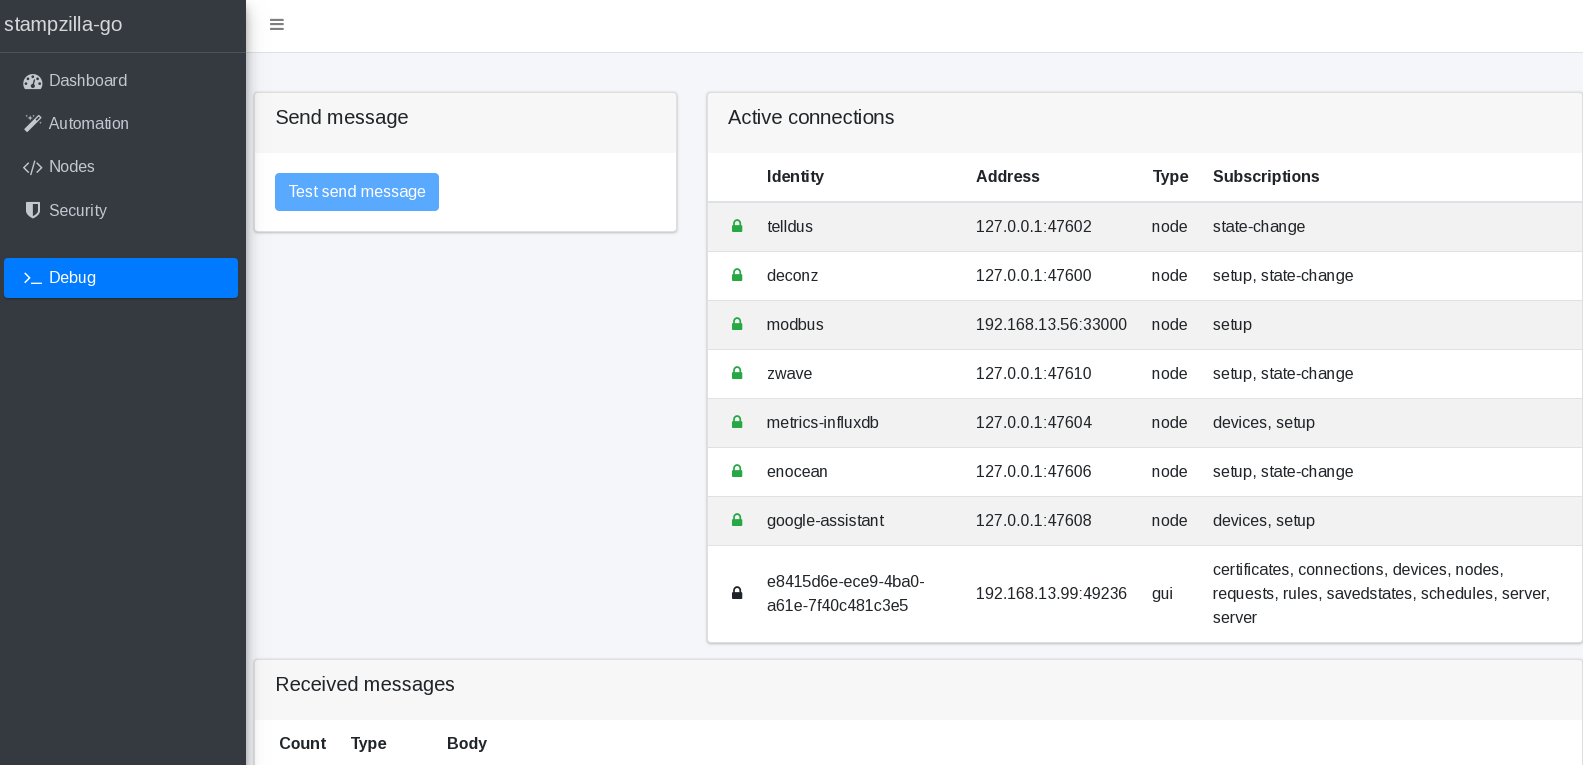 stampzilla-go
Dashboard
Automation
Nodes
Security
Debug
Send message
Test send message
Active connections
Identity Address Type Subscriptions
telldus 127.0.0.1:47602 node state-change
deconz 127.0.0.1:47600 node setup, state-change
modbus 192.168.13.56:33000 node setup
zwave 127.0.0.1:47610 node setup, state-change
metrics-influxdb 127.0.0.1:47604 node devices, setup
enocean 127.0.0.1:47606 node setup, state-change
google-assistant 127.0.0.1:47608 node devices, setup
e8415d6e-ece9-4ba0-
a61e-7f40c481c3e5
192.168.13.99:49236 gui
certificates, connections, devices, nodes,
requests, rules, savedstates, schedules, server,
server
Received messages
Count Type Body